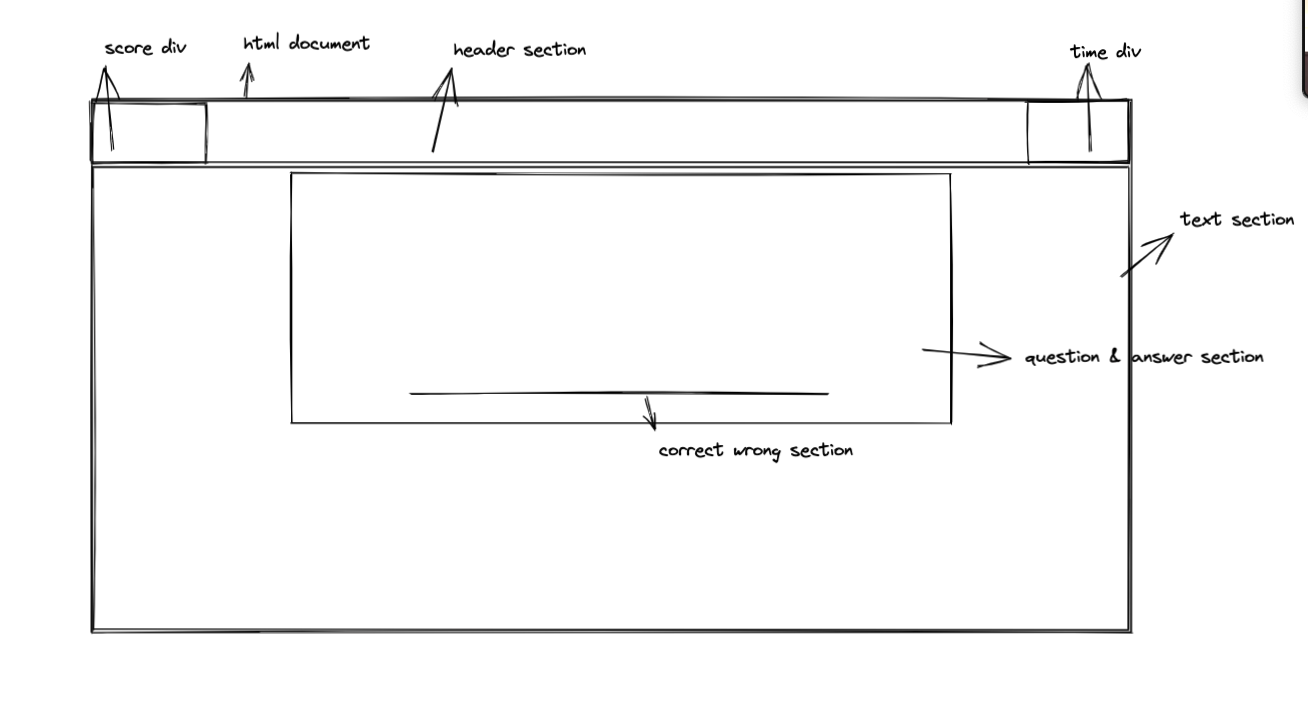 score div
html document
header section
time div
text section
question & answer section
correct wrong section